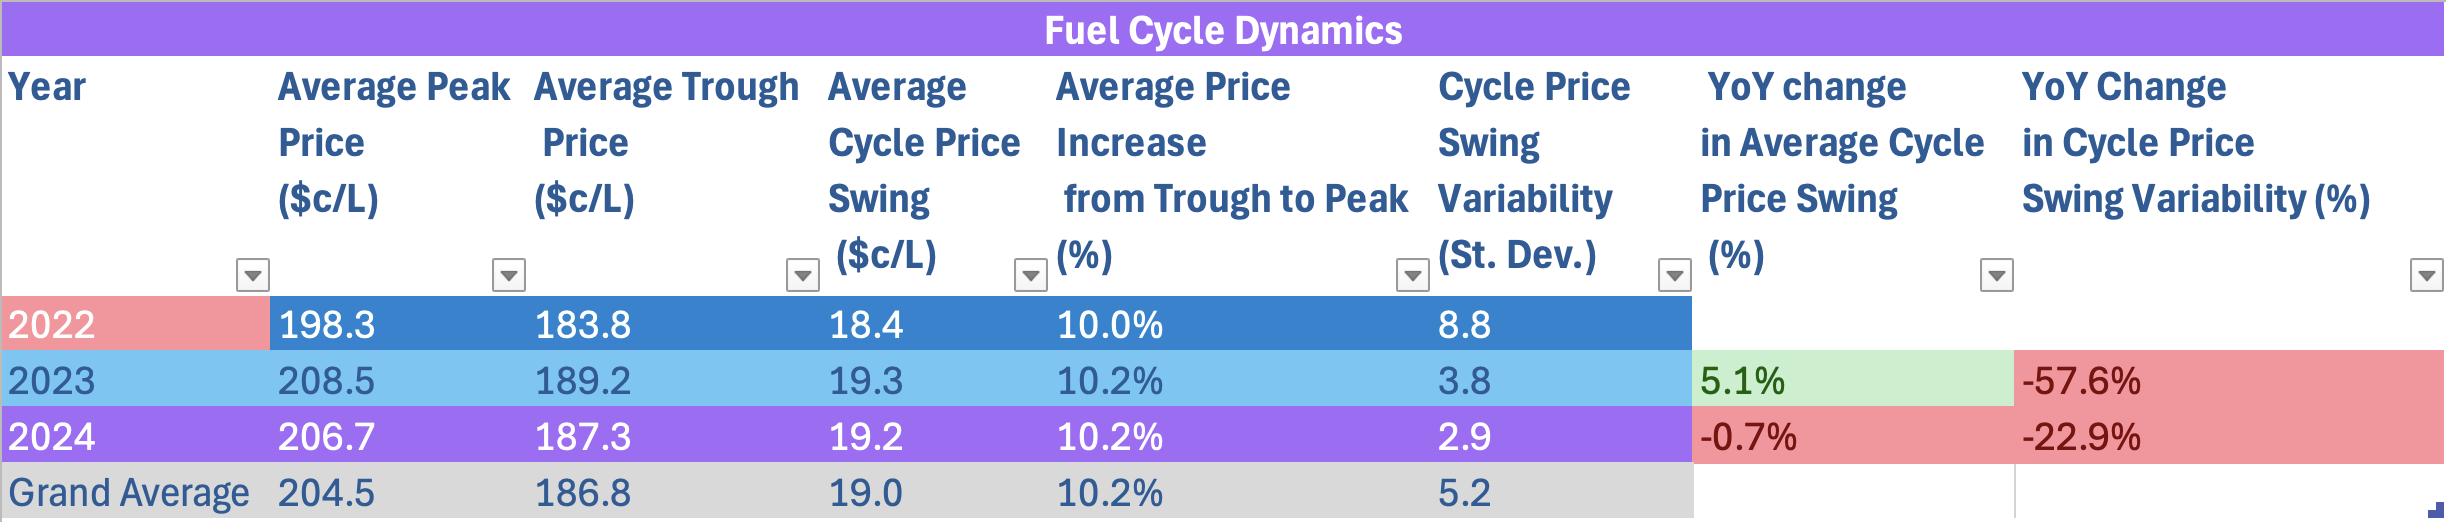 Fuel Cycle Dynamics
Year Average Peak Average Trough Average Average Price Cycle Price YoY change YoY Change
Price Price Cycle Price Increase Swing in Average Cycle in Cycle Price
($c/L) ($c/L) Swing from Trough to Peak Variability Price Swing Swing Variability (%)
($c/L) (%) (St. Dev.) (%)
2022 198.3 183.8 18.4 10.0% 8.8
2023 208.5 189.2 19.3 10.2% 3.8 5.1% -57.6%
2024 206.7 187.3 19.2 10.2% 2.9 -0.7% -22.9%
Grand Average 204.5 186.8 19.0 10.2% 5.2